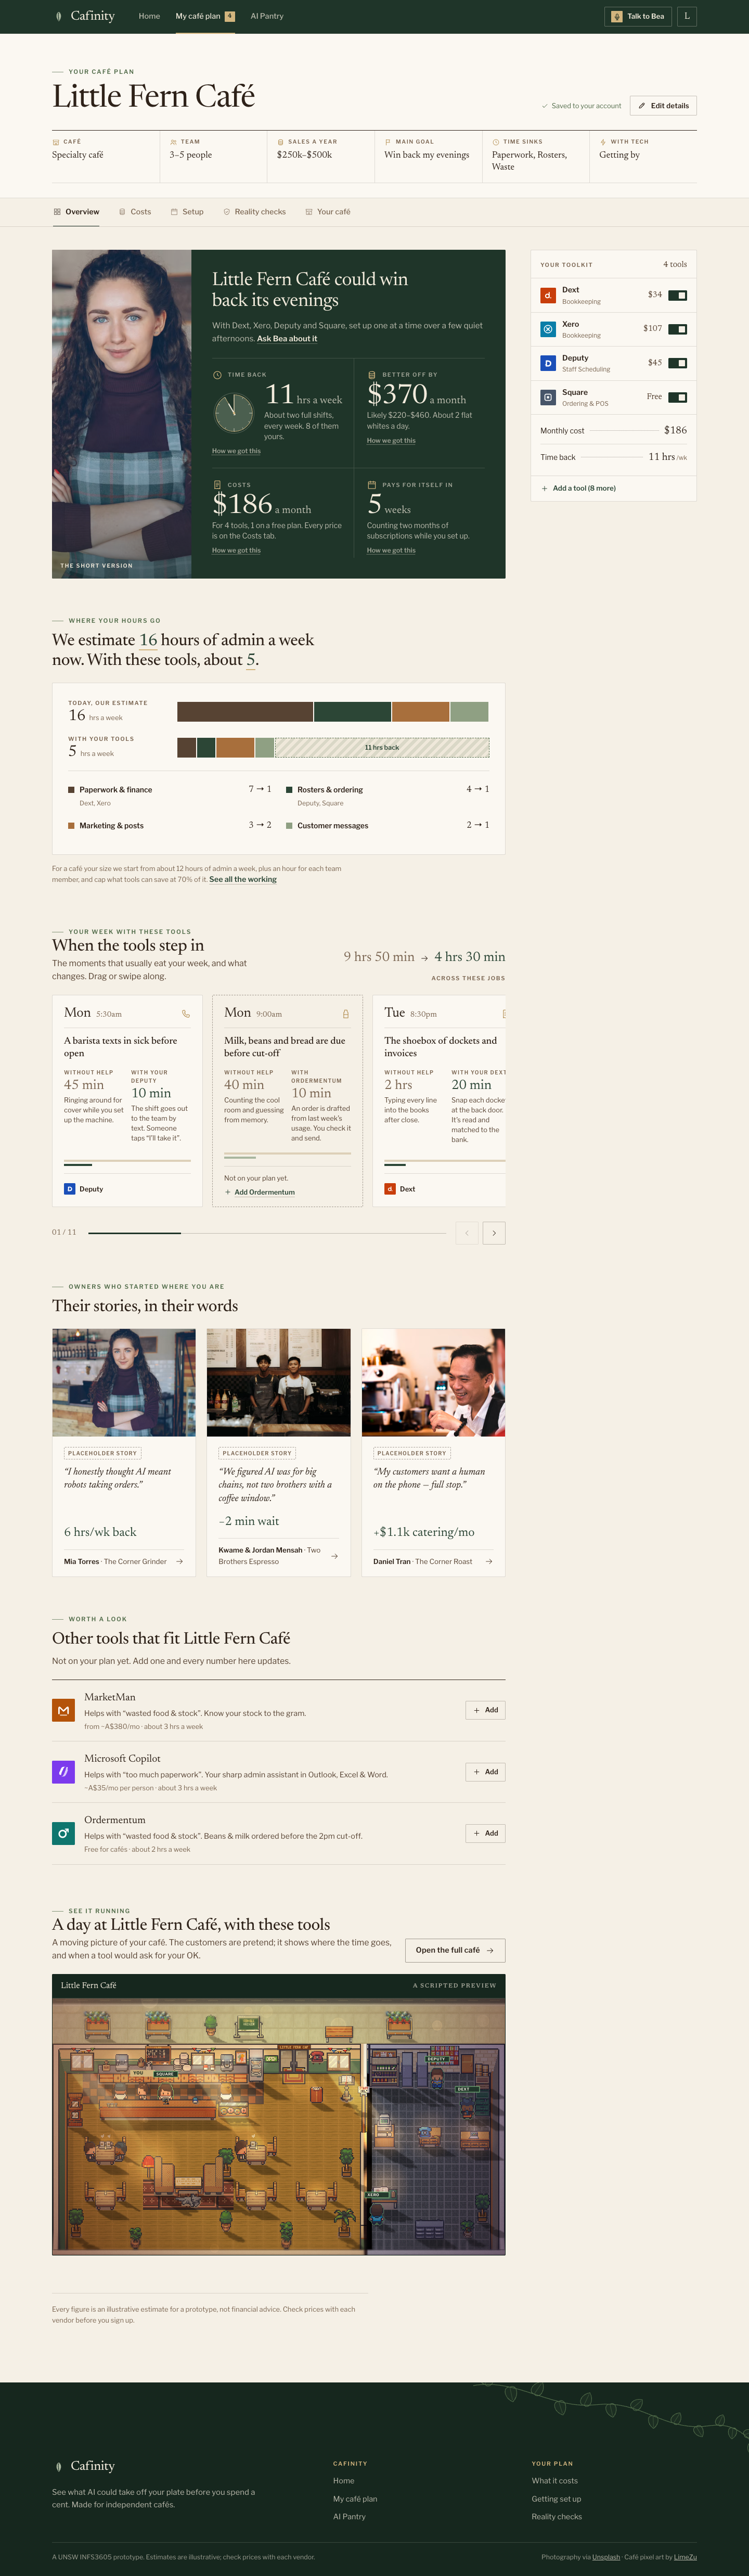 Cafinity
Home
My café plan 4
AI Pantry
Talk to Bea
L
YOUR CAFÉ PLAN
Little Fern Café
Saved to your account
Edit details
CAFÉ
Specialty café
TEAM
3–5 people
SALES A YEAR
$250k–$500k
MAIN GOAL
Win back my evenings
TIME SINKS
Paperwork, Rosters,
Waste
WITH TECH
Getting by
Overview
Costs
Setup
Reality checks
Your café
THE SHORT VERSION
Little Fern Café could win
back its evenings
With Dext, Xero, Deputy and Square, set up one at a time over a few quiet
afternoons. Ask Bea about it
TIME BACK
11 hrs a week
About two full shifts,
every week, 8 of them
yours.
How we got this
BETTER OFF BY
$370 a month
Likely $220–$460. About 2 flat
whites a day.
How we got this
COSTS
$186 a month
For 4 tools, 1 on a free plan. Every price
is on the Costs tab.
How we got this
PAYS FOR ITSELF IN
5 weeks
Counting two months of
subscriptions while you set up.
How we got this
YOUR TOOLKIT
4 tools
Dext
Bookkeeping
$34
Xero
Bookkeeping
$107
Deputy
Staff Scheduling
$45
Square
Ordering & POS
Free
Monthly cost
$186
Time back
11 hrs /wk
Add a tool (8 more)
WHERE YOUR HOURS GO
We estimate 16 hours of admin a week
now. With these tools, about 5.
TODAY, OUR ESTIMATE
16 hrs a week
WITH YOUR TOOLS
5 hrs a week
11 hrs back
Paperwork & finance
7 → 1
Dext, Xero
Rosters & ordering
4 → 1
Deputy, Square
Marketing & posts
3 → 2
Customer messages
2 → 1
For a café your size we start from about 12 hours of admin a week, plus an hour for each team
member, and cap what tools can save at 70% of it. See all the working
YOUR WEEK WITH THESE TOOLS
When the tools step in
The moments that usually eat your week, and what
changes. Drag or swipe along.
9 hrs 50 min → 4 hrs 30 min
ACROSS THESE JOBS
Mon 5:30am
A barista texts in sick before
open
WITHOUT HELP
45 min
Ringing around for
cover while you set
up the machine.
WITH YOUR
DEPUTY
10 min
The shift goes out
to the team by
text. Someone
taps "I'll take it".
Deputy
Mon 9:00am
Milk, beans and bread are due
before cut-off
WITHOUT HELP
40 min
Counting the cool
room and guessing
from memory.
WITH
ORDERMENTUM
10 min
An order is drafted
from last week's
usage. You check it
and send.
Not on your plan yet.
Add Ordermentum
Tue 8:30pm
The shoebox of dockets and
invoices
WITHOUT HELP
2 hrs
Typing every line
into the books
after close.
WITH YOUR DEXT
20 min
Snap each docke
at the back door.
It's read and
matched to the
bank.
Dext
01 / 11
OWNERS WHO STARTED WHERE YOU ARE
Their stories, in their words
PLACEHOLDER STORY
"I honestly thought AI meant
robots taking orders."
6 hrs/wk back
Mia Torres · The Corner Grinder
PLACEHOLDER STORY
"We figured AI was for big
chains, not two brothers with a
coffee window."
−2 min wait
Kwame & Jordan Mensah · Two
Brothers Espresso
PLACEHOLDER STORY
"My customers want a human
on the phone — full stop."
+$1.1k catering/mo
Daniel Tran · The Corner Roast
WORTH A LOOK
Other tools that fit Little Fern Café
Not on your plan yet. Add one and every number here updates.
MarketMan
Helps with "wasted food & stock". Know your stock to the gram.
from ~A$380/mo · about 3 hrs a week
Add
Microsoft Copilot
Helps with "too much paperwork". Your sharp admin assistant in Outlook, Excel & Word.
~A$35/mo per person · about 3 hrs a week
Add
Ordermentum
Helps with "wasted food & stock". Beans & milk ordered before the 2pm cut-off.
Free for cafés · about 2 hrs a week
Add
SEE IT RUNNING
A day at Little Fern Café, with these tools
A moving picture of your café. The customers are pretend; it shows where the time goes,
and when a tool would ask for your OK.
Open the full café
Little Fern Café
A SCRIPTED PREVIEW
LITTLE FERN CAFE
YOU
SQUARE
DEPUTY
DEXT
XERO
Every figure is an illustrative estimate for a prototype, not financial advice. Check prices with each
vendor before you sign up.
Cafinity
See what AI could take off your plate before you spend a
cent. Made for independent cafés.
CAFINITY
Home
My café plan
AI Pantry
YOUR PLAN
What it costs
Getting set up
Reality checks
A UNSW INFS3605 prototype. Estimates are illustrative; check prices with each vendor.
Photography via Unsplash · Café pixel art by LimeZu